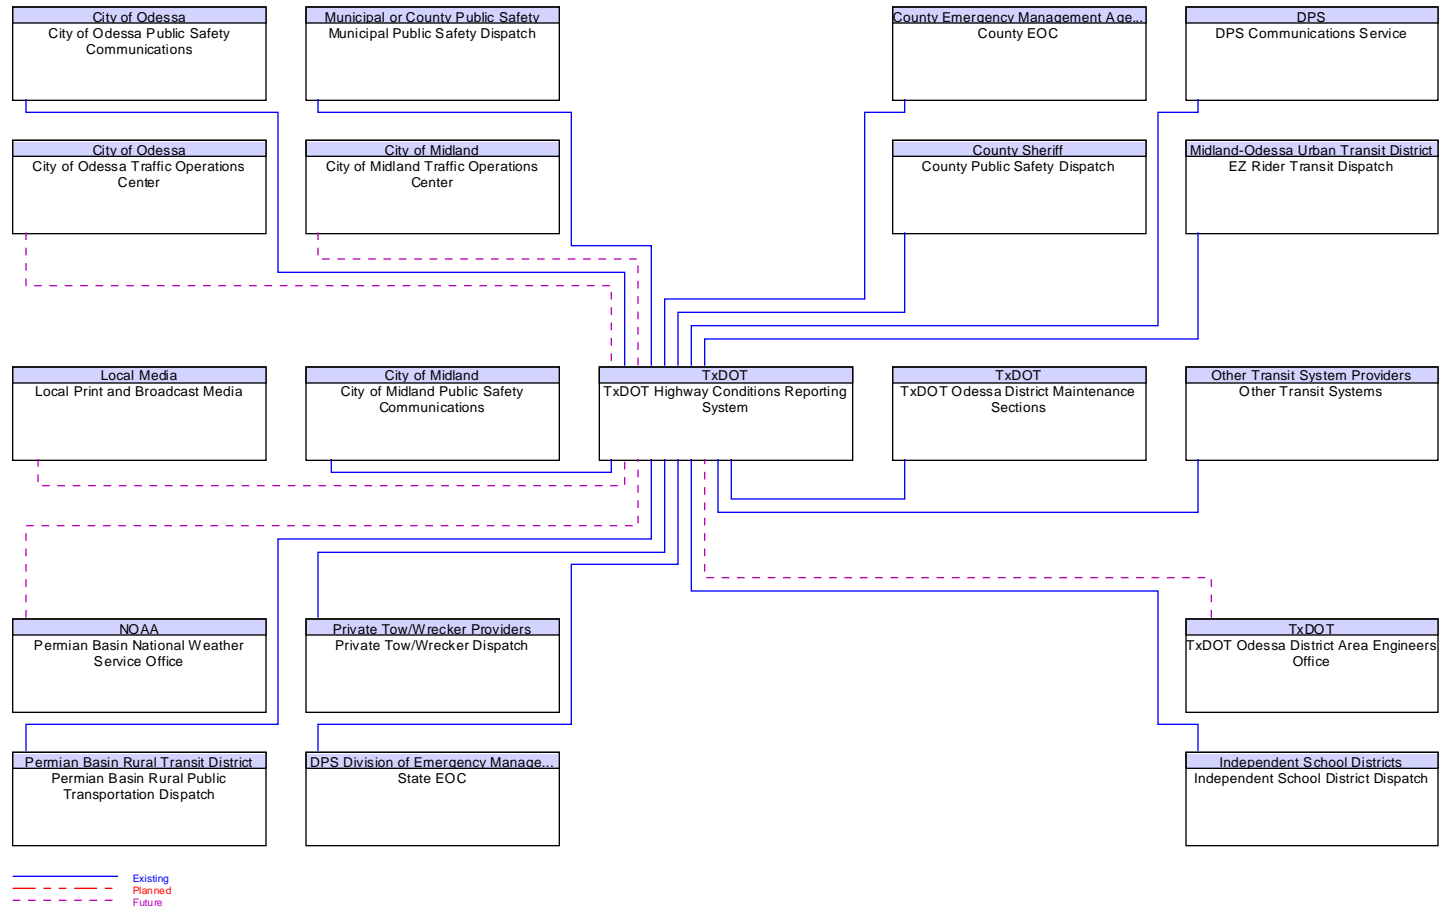 City of Odessa
City of Odessa Public Safety
Communications
Municipal or County Public Safety
Municipal Public Safety Dispatch
County Emergency Management Age...
County EOC
DPS
DPS Communications Service
City of Odessa
City of Odessa Traffic Operations
Center
City of Midland
City of Midland Traffic Operations
Center
County Sheriff
County Public Safety Dispatch
Midland-Odessa Urban Transit District
EZ Rider Transit Dispatch
Local Media
Local Print and Broadcast Media
City of Midland
City of Midland Public Safety
Communications
TxDOT
TxDOT Highway Conditions Reporting
System
TxDOT
TxDOT Odessa District Maintenance
Sections
Other Transit System Providers
Other Transit Systems
NOAA
Permian Basin National Weather
Service Office
Private Tow/Wrecker Providers
Private Tow/Wrecker Dispatch
TxDOT
TxDOT Odessa District Area Engineers
Office
Permian Basin Rural Transit District
Permian Basin Rural Public
Transportation Dispatch
DPS Division of Emergency Manage...
State EOC
Independent School Districts
Independent School District Dispatch
Existing
Planned
Future